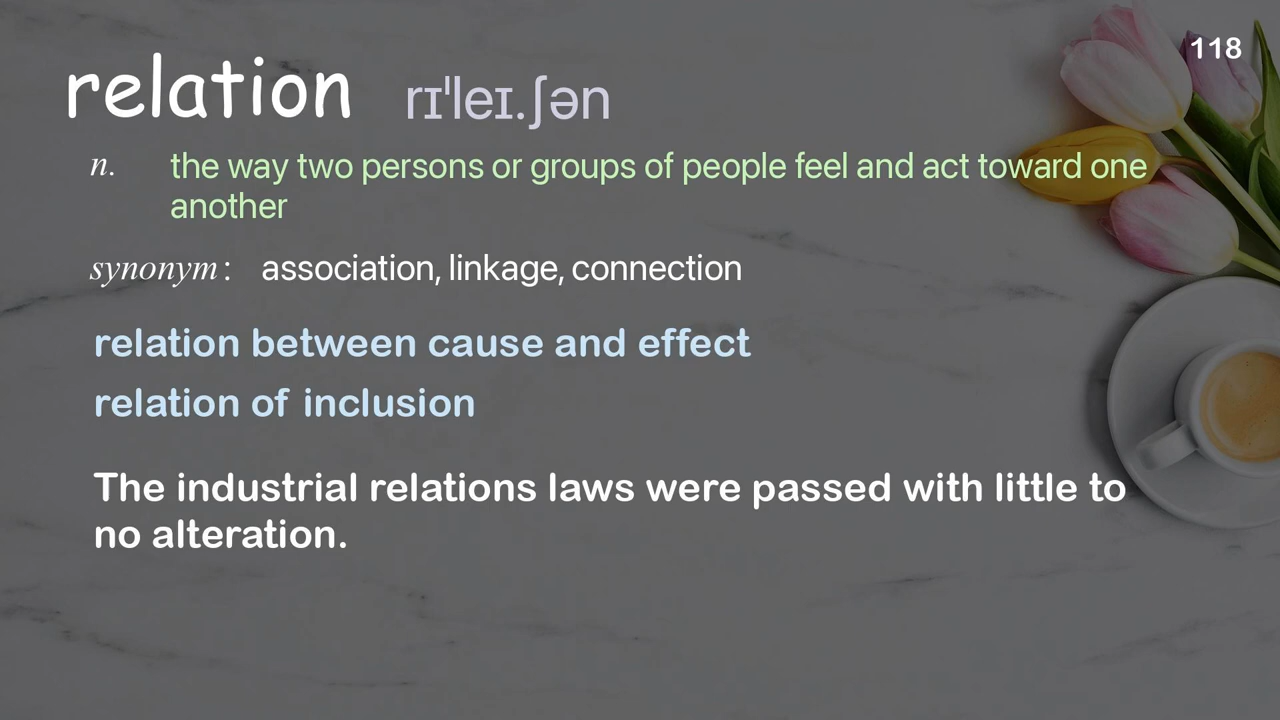 118
relation rɪˈleɪ.ʃən
n. the way two persons or groups of people feel and act toward one
another
synonym : association, linkage, connection
relation between cause and effect
relation of inclusion
The industrial relations laws were passed with little to
no alteration.